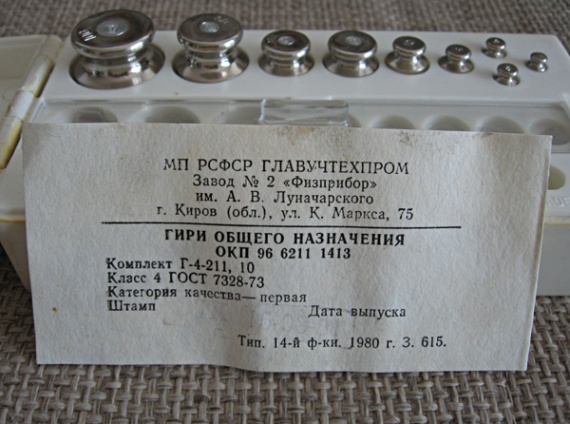 МП РСФСР ГЛАВУЧТЕХПРОМ
Завод № 2 «Физприбор»
им. А. В. Луначарского
г. Киров (обл.), ул. К. Маркса, 75
ГИРИ ОБЩЕГО НАЗНАЧЕНИЯ
ОКП 96 6211 1413
Комплект Г-4-211, 10
Класс 4 ГОСТ 7328-73
Категория качества — первая
Штамп Дата выпуска
Тип. 14-й ф-ки. 1980 г. З. 615.